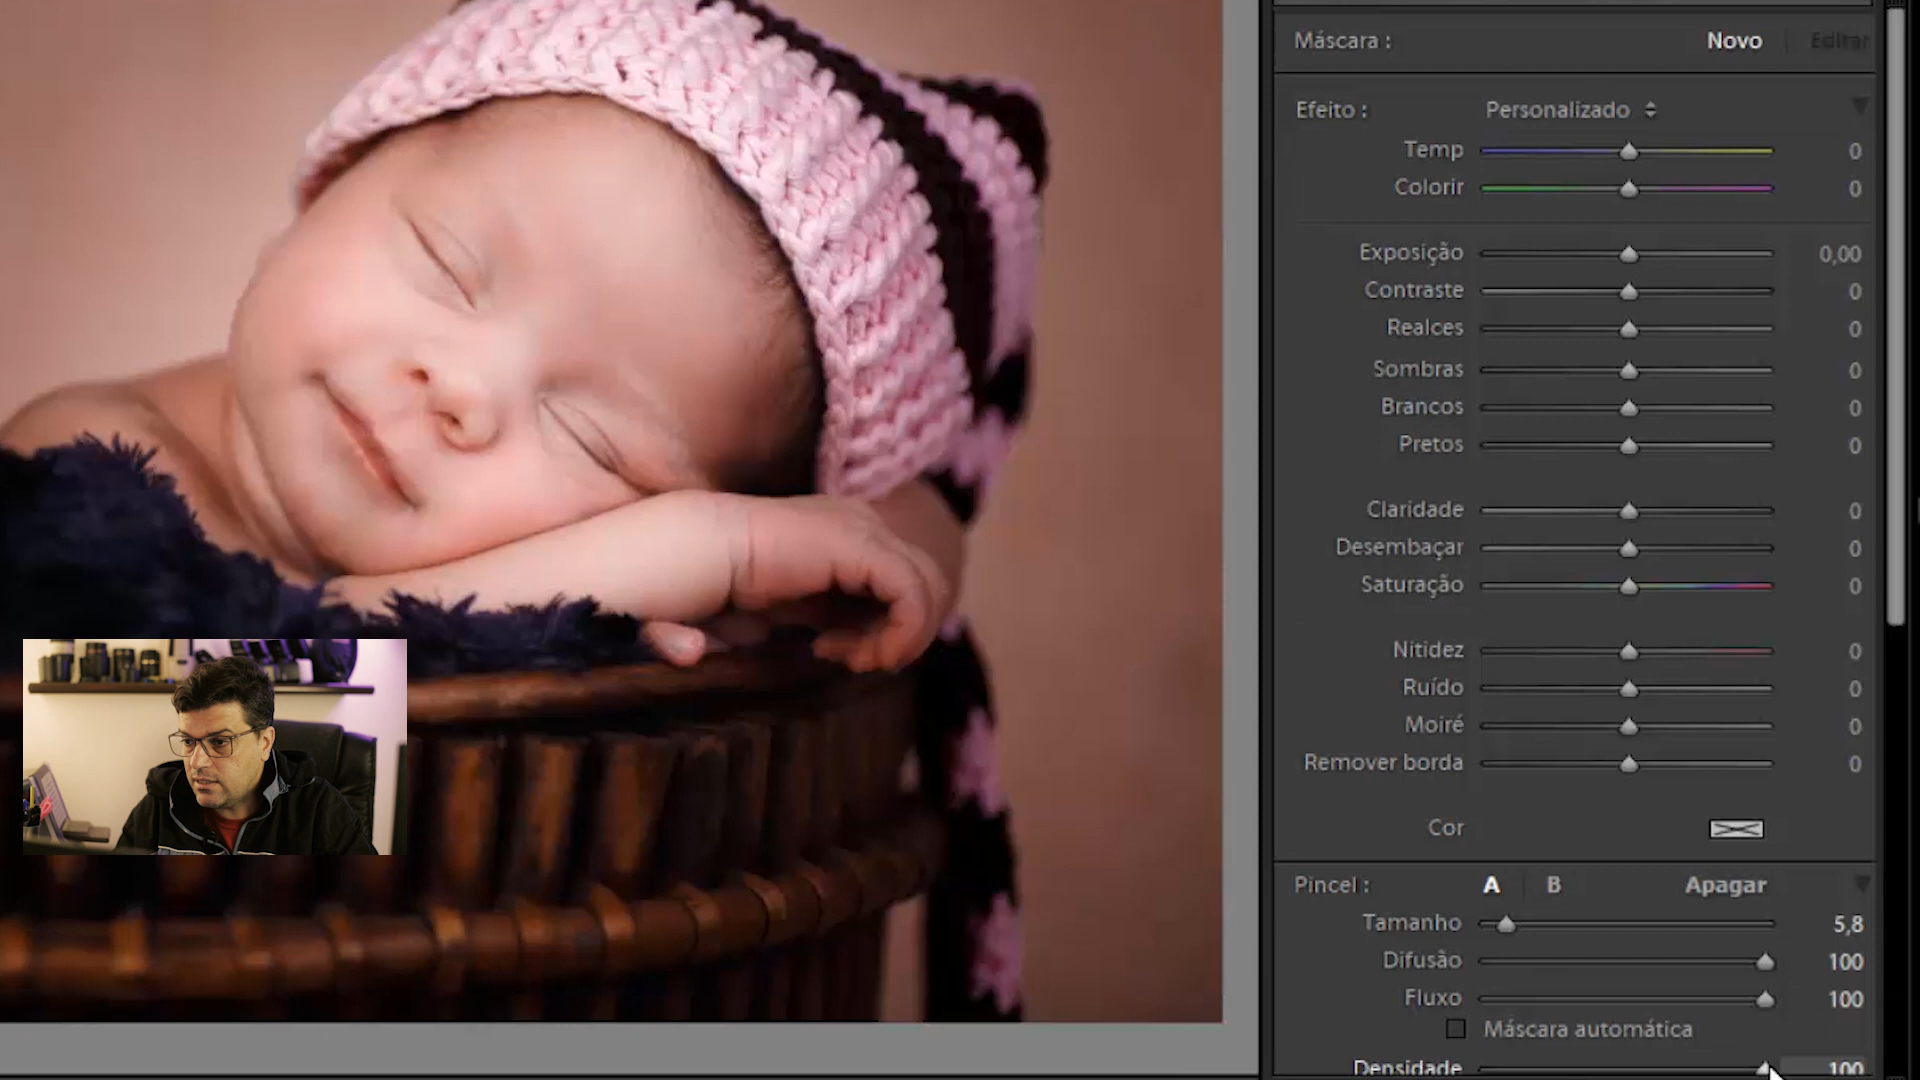 Máscara : Novo Editar
Efeito : Personalizado
Temp 0
Colorir 0
Exposição 0,00
Contraste 0
Realces 0
Sombras 0
Brancos 0
Pretos 0
Claridade 0
Desembaçar 0
Saturação 0
Nitidez 0
Ruído 0
Moiré 0
Remover borda 0
Cor
Pincel : A B Apagar
Tamanho 5,8
Difusão 100
Fluxo 100
Máscara automática
Densidade 100